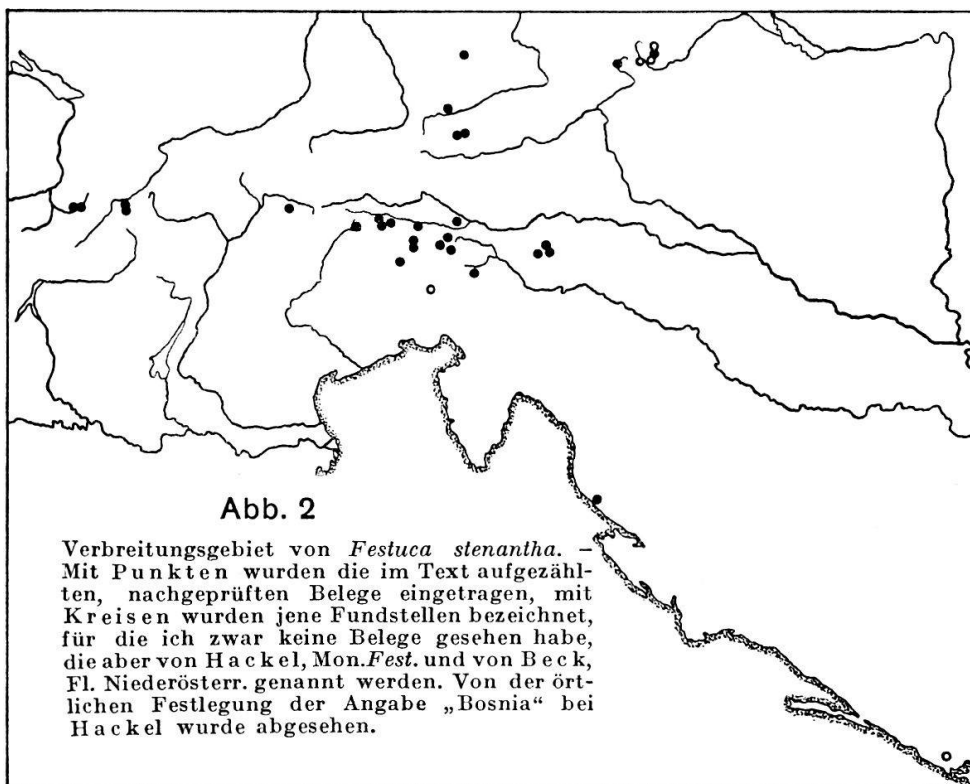 Abb. 2
Verbreitungsgebiet von Festuca stenantha. –
Mit Punkten wurden die im Text aufgezähl-
ten, nachgeprüften Belege eingetragen, mit
Kreisen wurden jene Fundstellen bezeichnet,
für die ich zwar keine Belege gesehen habe,
die aber von Hackel, Mon.Fest. und von Beck,
Fl. Niederösterr. genannt werden. Von der ört-
lichen Festlegung der Angabe „Bosnia“ bei
Hackel wurde abgesehen.